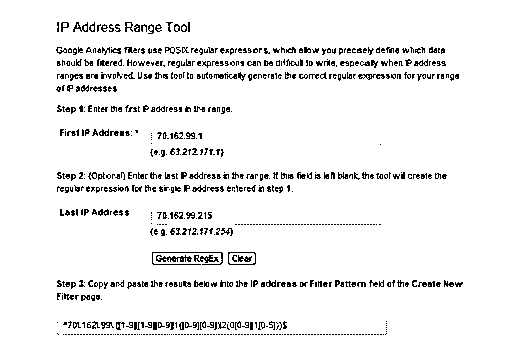 IP Address Range Tool
Google Analytics filters use POSIX regular expressions, which allow you precisely define which data
should be filtered. However, regular expressions can be difficult to write, especially when IP address
ranges are involved. Use this tool to automatically generate the correct regular expression for your range
of IP addresses
Step 1: Enter the first IP address in the range.
First IP Address: * 70.162.99.1
(e.g. 63.212.171.1)
Step 2: (Optional) Enter the last IP address in the range. If this field is left blank, the tool will create the
regular expression for the single IP address entered in step 1.
Last IP Address 70.162.99.215
(e.g. 63.212.171.254)
Generate RegEx Clear
Step 3: Copy and paste the results below into the IP address or Filter Pattern field of the Create New
Filter page.
^70\.162\.99\.([1-9]|[1-9][0-9]|1([0-9][0-9])|2(0[0-9]|1[0-5]))$